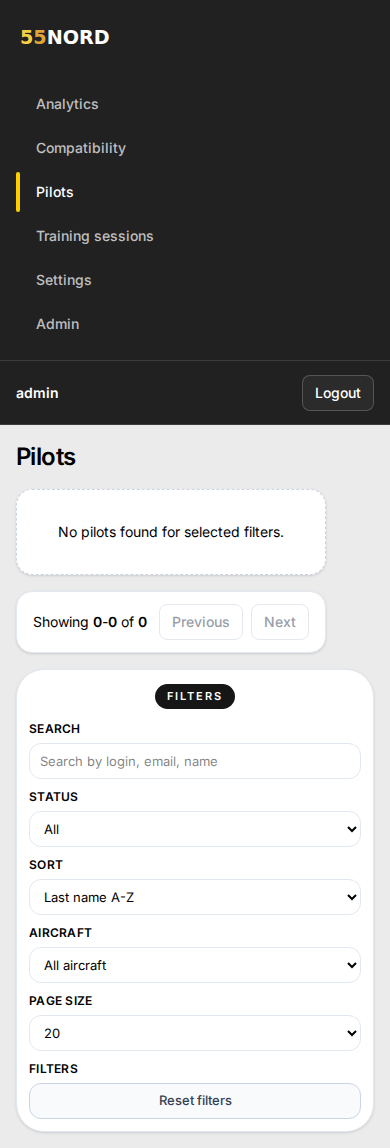 55NORD
Analytics
Compatibility
Pilots
Training sessions
Settings
Admin
admin
Logout
Pilots
No pilots found for selected filters.
Showing 0-0 of 0
Previous
Next
FILTERS
SEARCH
Search by login, email, name
STATUS
All
SORT
Last name A-Z
AIRCRAFT
All aircraft
PAGE SIZE
20
FILTERS
Reset filters